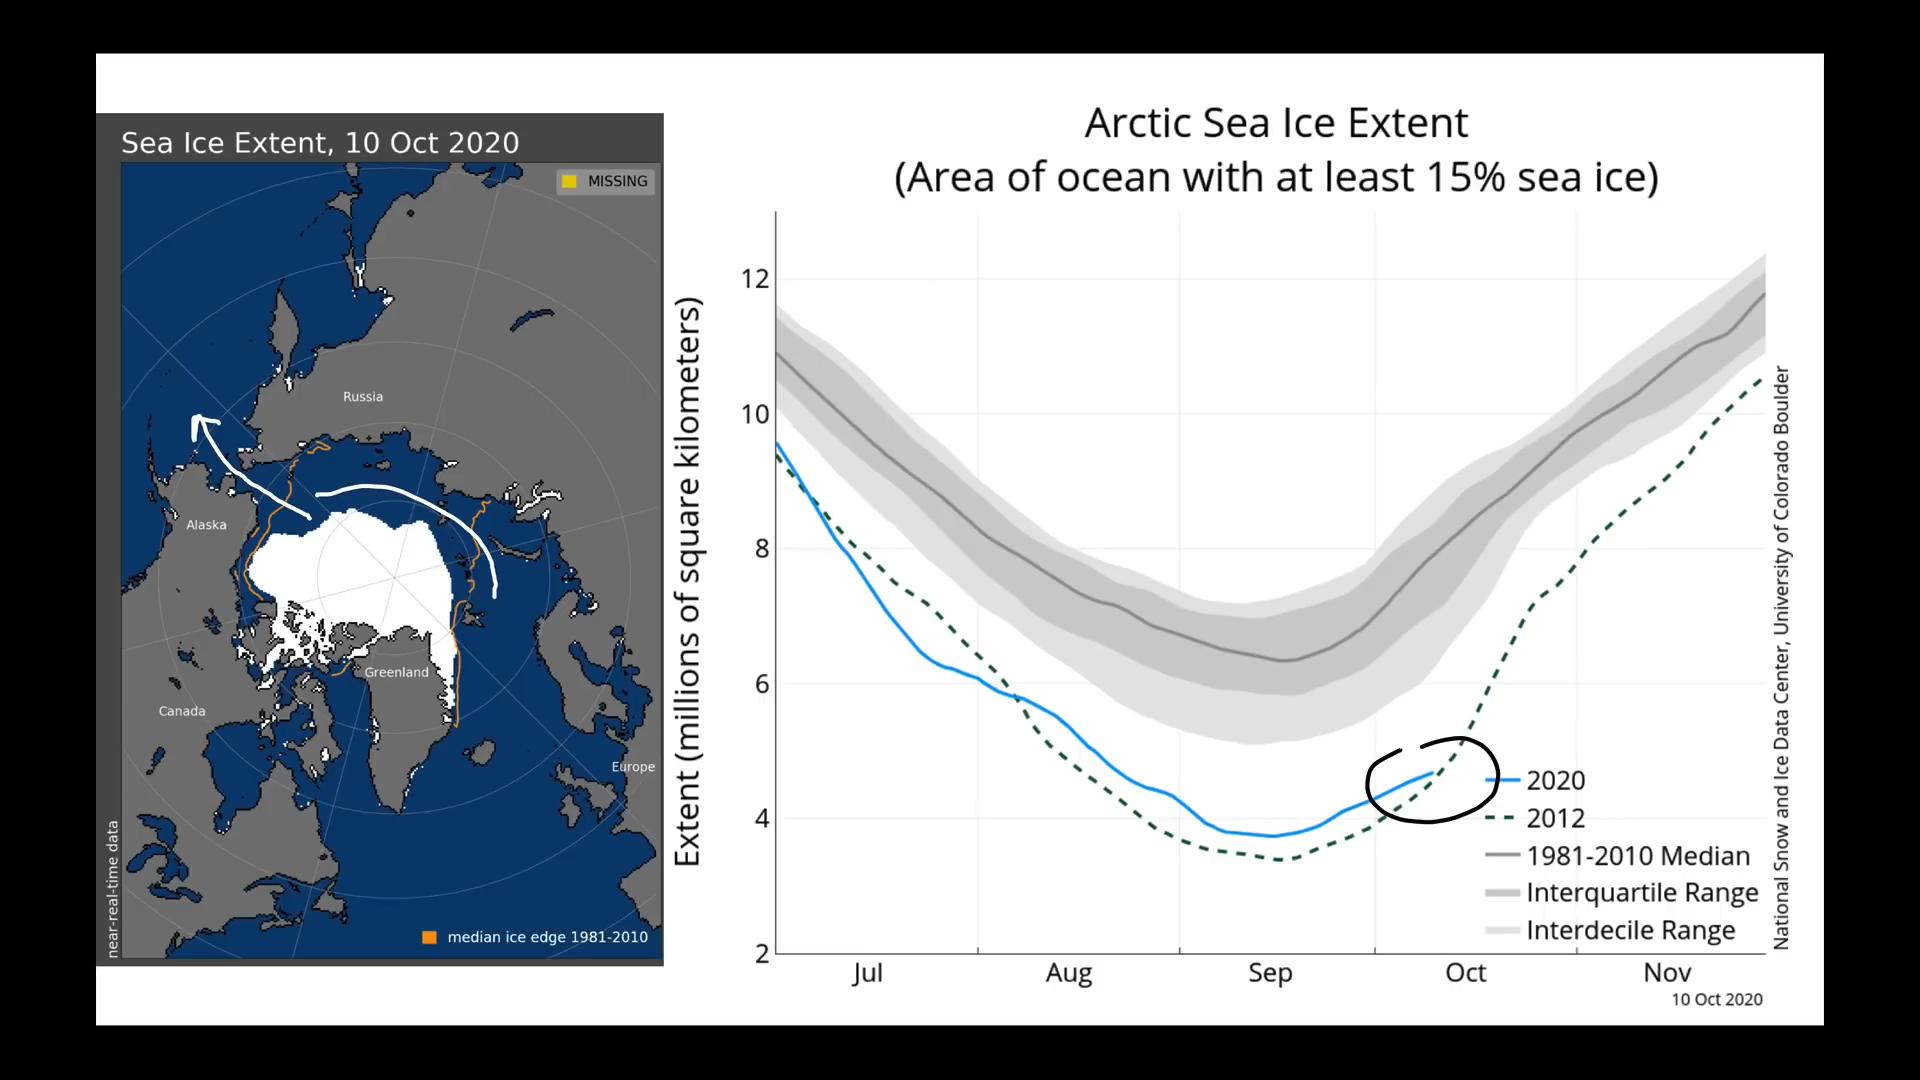 Sea Ice Extent, 10 Oct 2020
MISSING
Russia
Alaska
Greenland
Canada
Europe
near-real-time data
median ice edge 1981-2010
Arctic Sea Ice Extent
(Area of ocean with at least 15% sea ice)
Extent (millions of square kilometers)
12
10
8
6
4
2
Jul
Aug
Sep
Oct
Nov
2020
2012
1981-2010 Median
Interquartile Range
Interdecile Range
National Snow and Ice Data Center, University of Colorado Boulder
10 Oct 2020